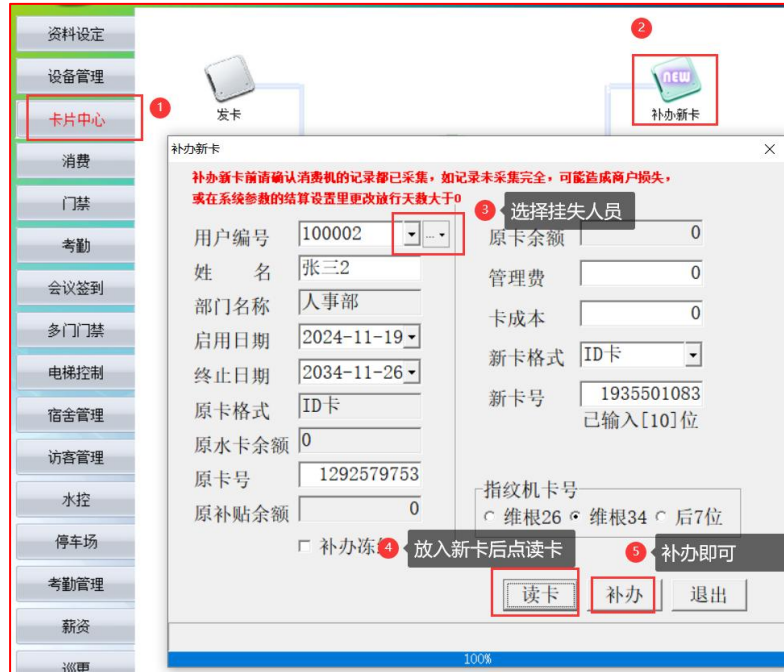 资料设定
设备管理
卡片中心
消费
门禁
考勤
会议签到
多门门禁
电梯控制
宿舍管理
访客管理
水控
停车场
考勤管理
薪资
巡更
1
2
发卡
NEW
补办新卡
补办新卡
补办新卡前请确认消费机的记录都已采集，如记录未采集完全，可能造成商户损失，
或在系统参数的结算设置里更改放行天数大于0
3 选择挂失人员
用户编号 100002 ...
姓 名 张三2
部门名称 人事部
启用日期 2024-11-19
终止日期 2034-11-26
原卡格式 ID卡
原水卡余额 0
原卡号 1292579753
原补贴余额 0
补办冻
原卡余额 0
管理费 0
卡成本 0
新卡格式 ID卡
新卡号 1935501083
已输入[10]位
指纹机卡号
维根26 维根34 后7位
4 放入新卡后点读卡
5 补办即可
读卡 补办 退出
100%